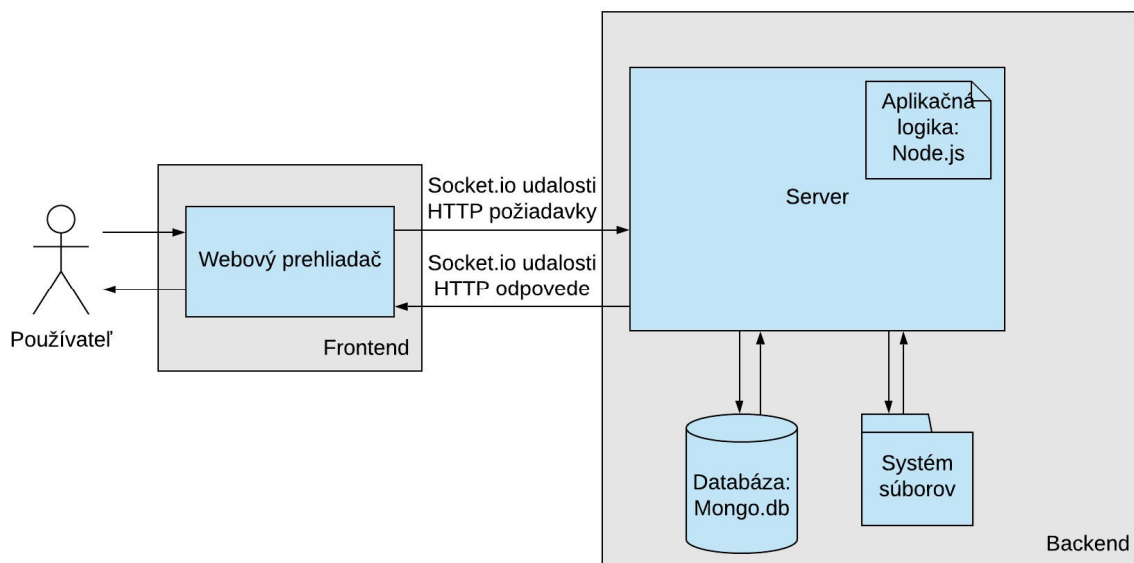 Používateľ
Webový prehliadač
Frontend
Socket.io udalosti
HTTP požiadavky
Socket.io udalosti
HTTP odpovede
Aplikačná
logika:
Node.js
Server
Databáza:
Mongo.db
Systém
súborov
Backend